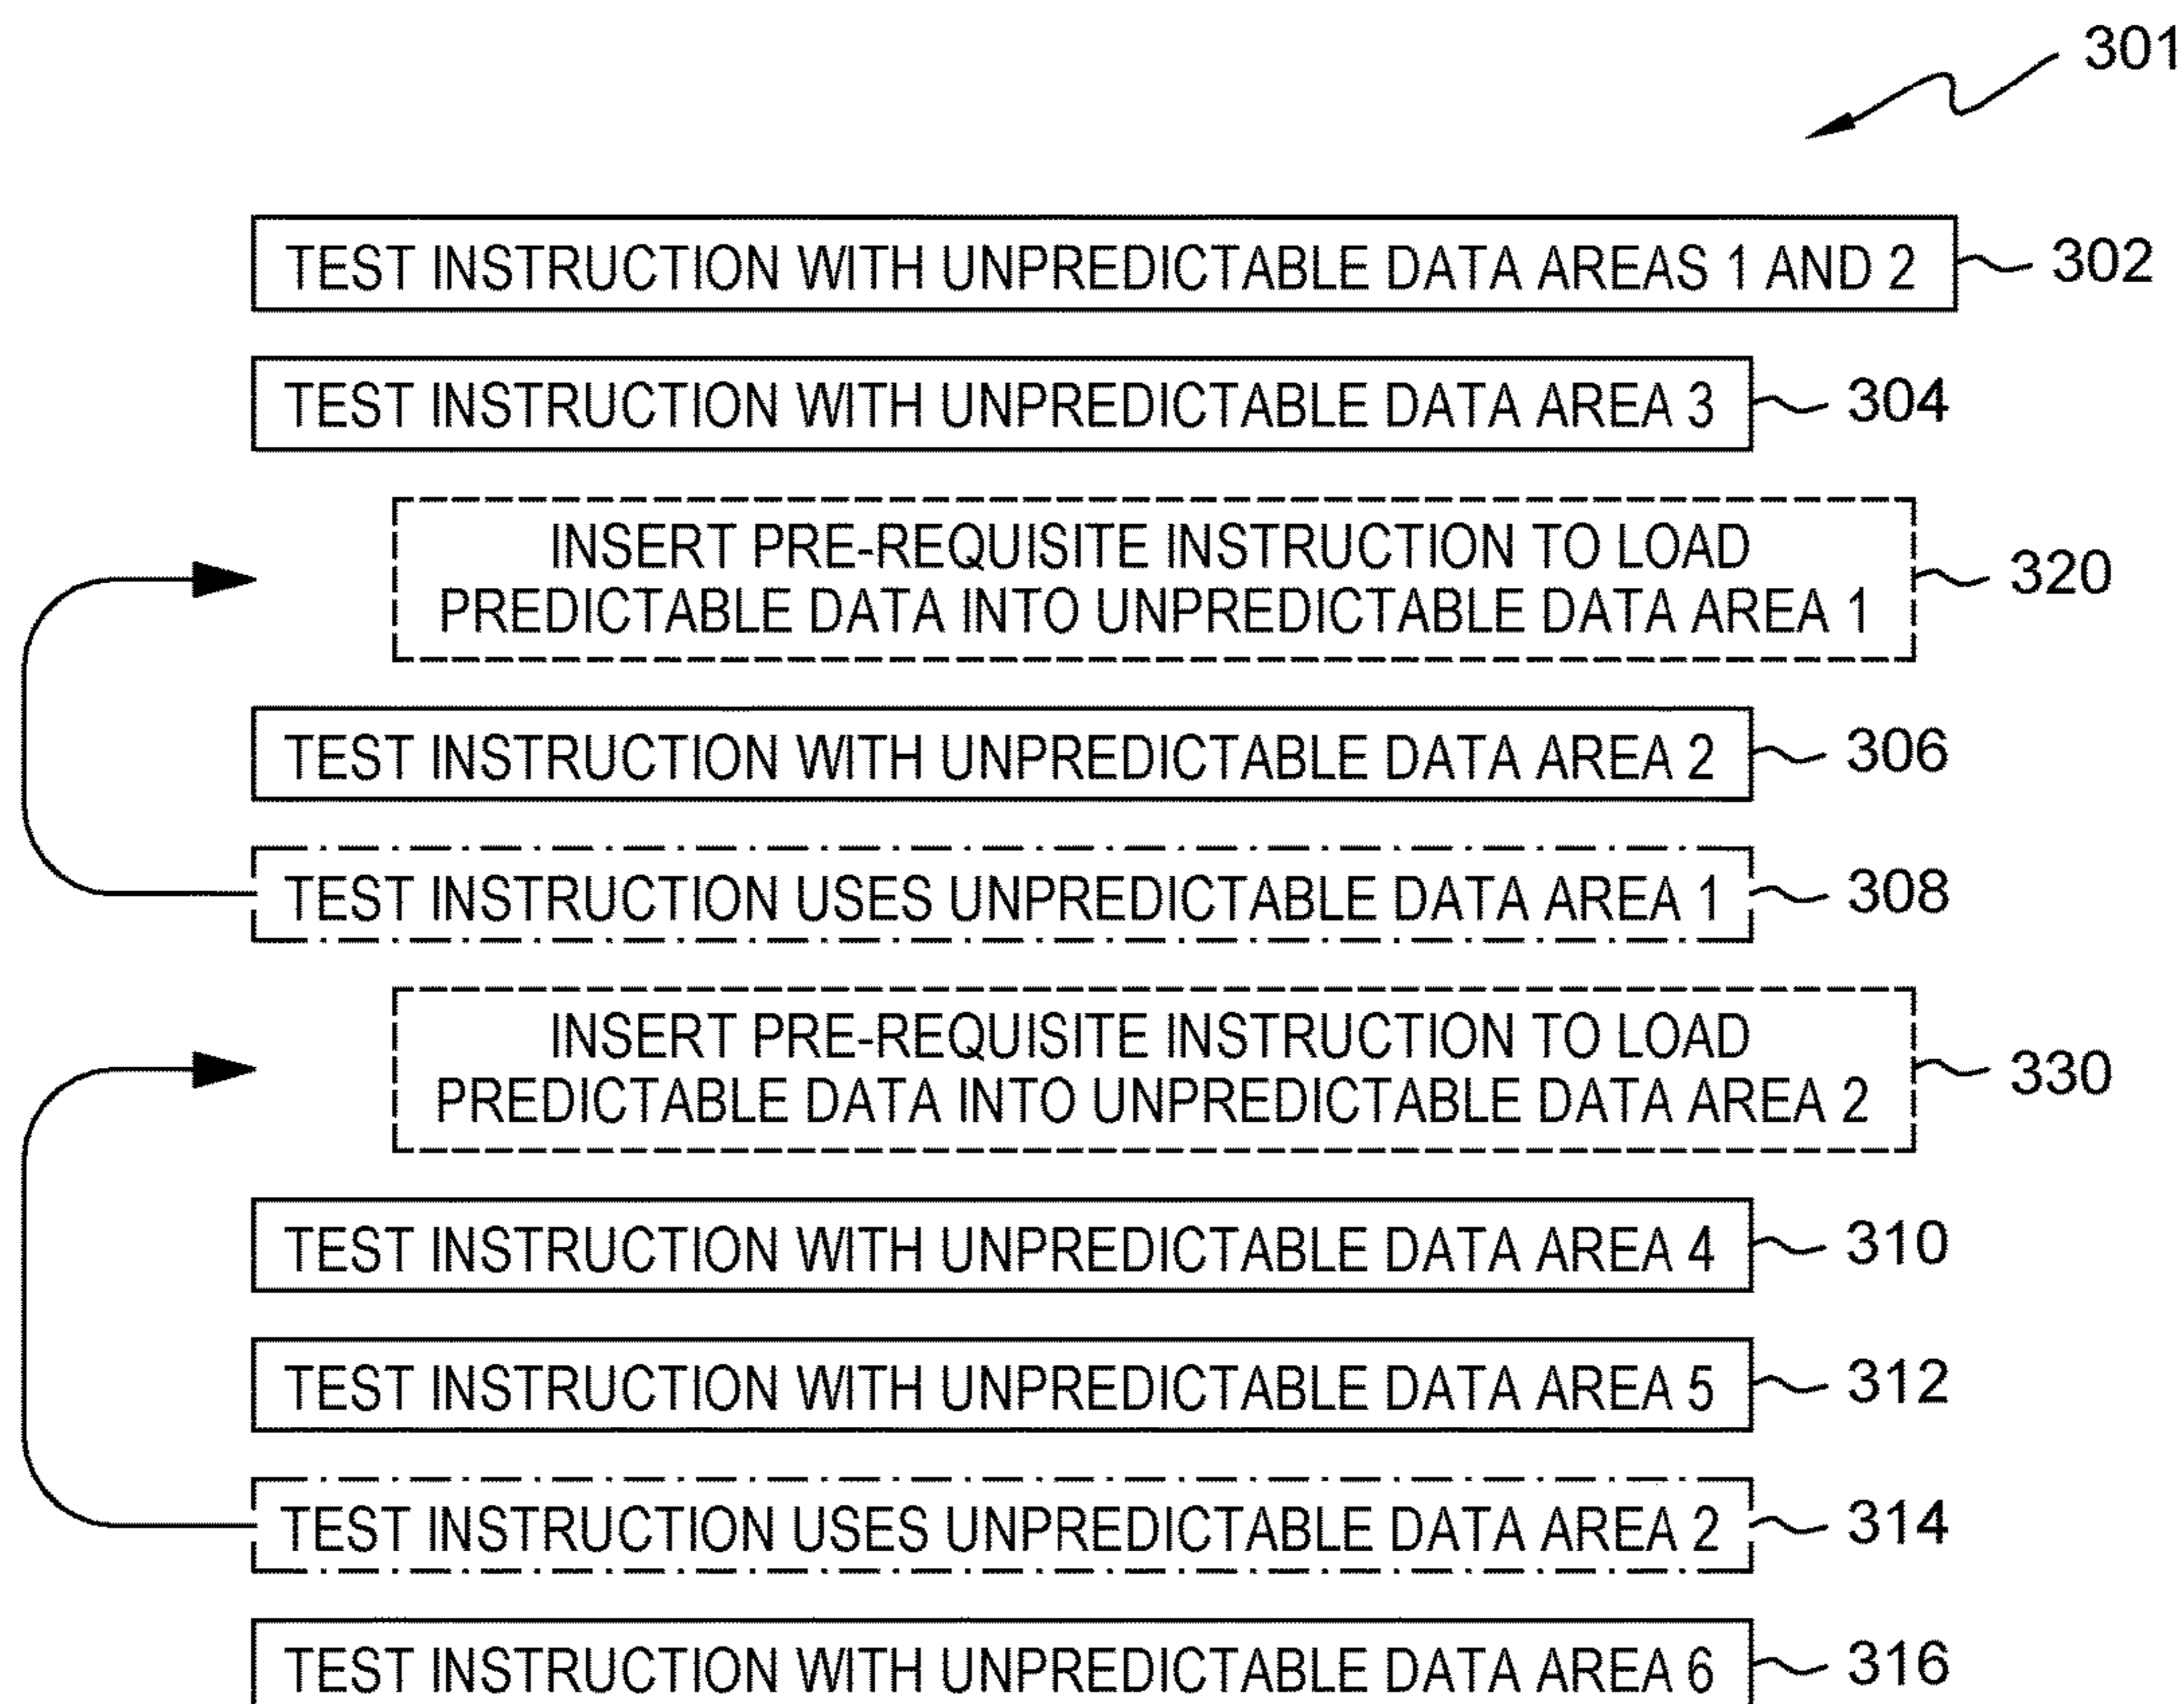 301
TEST INSTRUCTION WITH UNPREDICTABLE DATA AREAS 1 AND 2 302
TEST INSTRUCTION WITH UNPREDICTABLE DATA AREA 3 304
INSERT PRE-REQUISITE INSTRUCTION TO LOAD
PREDICTABLE DATA INTO UNPREDICTABLE DATA AREA 1
320
TEST INSTRUCTION WITH UNPREDICTABLE DATA AREA 2 306
TEST INSTRUCTION USES UNPREDICTABLE DATA AREA 1 308
INSERT PRE-REQUISITE INSTRUCTION TO LOAD
PREDICTABLE DATA INTO UNPREDICTABLE DATA AREA 2
330
TEST INSTRUCTION WITH UNPREDICTABLE DATA AREA 4 310
TEST INSTRUCTION WITH UNPREDICTABLE DATA AREA 5 312
TEST INSTRUCTION USES UNPREDICTABLE DATA AREA 2 314
TEST INSTRUCTION WITH UNPREDICTABLE DATA AREA 6 316